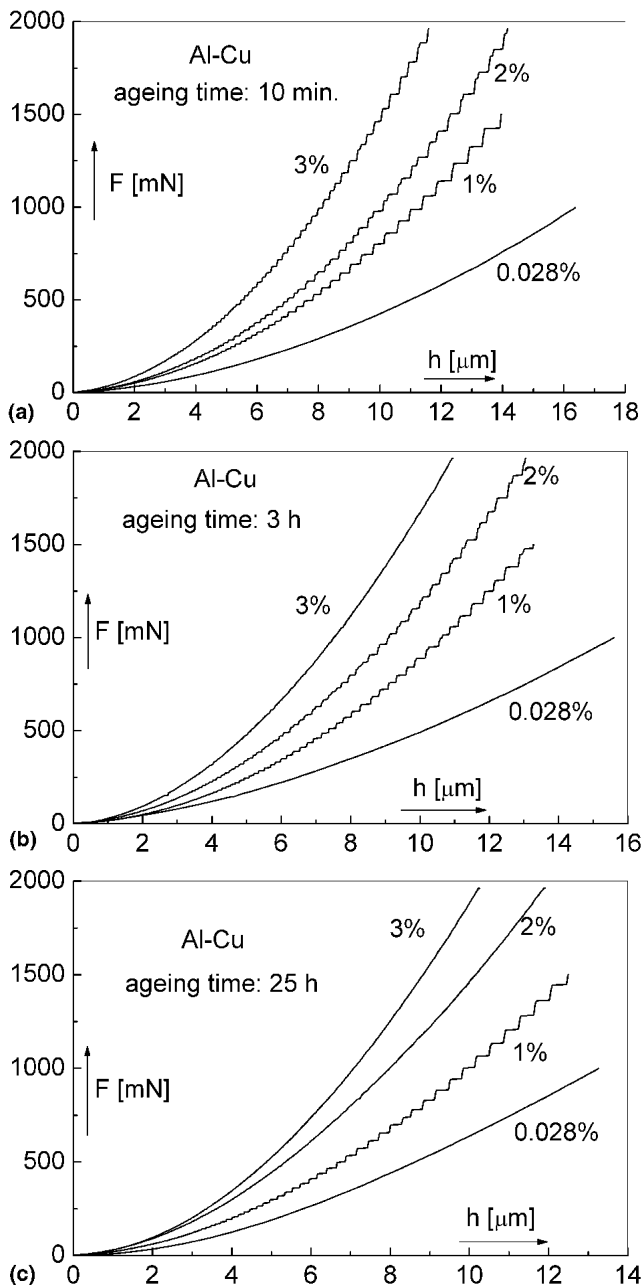 2000
1500
1000
500
0
Al-Cu
ageing time: 10 min.
F [mN]
3%
2%
1%
0.028%
h [μm]
0 2 4 6 8 10 12 14 16 18
(a)
2000
1500
1000
500
0
Al-Cu
ageing time: 3 h
F [mN]
3%
2%
1%
0.028%
h [μm]
0 2 4 6 8 10 12 14 16
(b)
2000
1500
1000
500
0
Al-Cu
ageing time: 25 h
F [mN]
3%
2%
1%
0.028%
h [μm]
0 2 4 6 8 10 12 14
(c)